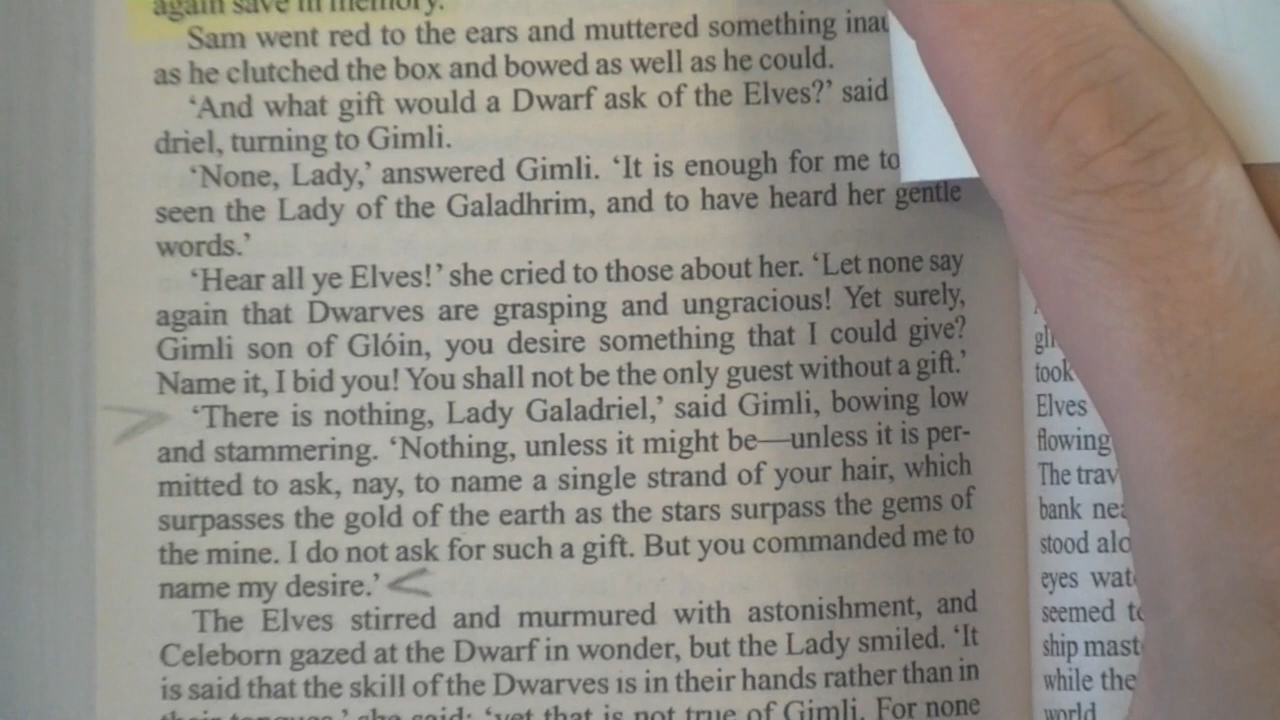 again save in memory.
Sam went red to the ears and muttered something
as he clutched the box and bowed as well as he could.
‘And what gift would a Dwarf ask of the Elves?’ said
driel, turning to Gimli.
‘None, Lady,’ answered Gimli. ‘It is enough for me to
seen the Lady of the Galadhrim, and to have heard her gentle
words.’
‘Hear all ye Elves!’ she cried to those about her. ‘Let none say
again that Dwarves are grasping and ungracious! Yet surely,
Gimli son of Glóin, you desire something that I could give?
Name it, I bid you! You shall not be the only guest without a gift.’
‘There is nothing, Lady Galadriel,’ said Gimli, bowing low
and stammering. ‘Nothing, unless it might be—unless it is per-
mitted to ask, nay, to name a single strand of your hair, which
surpasses the gold of the earth as the stars surpass the gems of
the mine. I do not ask for such a gift. But you commanded me to
name my desire.’
The Elves stirred and murmured with astonishment, and
Celeborn gazed at the Dwarf in wonder, but the Lady smiled. ‘It
is said that the skill of the Dwarves is in their hands rather than in
their tongues,’ she said; ‘yet that is not true of Gimli. For none
took
Elves
flowing
The
bank
stood
eyes
seemed
ship
while the
world